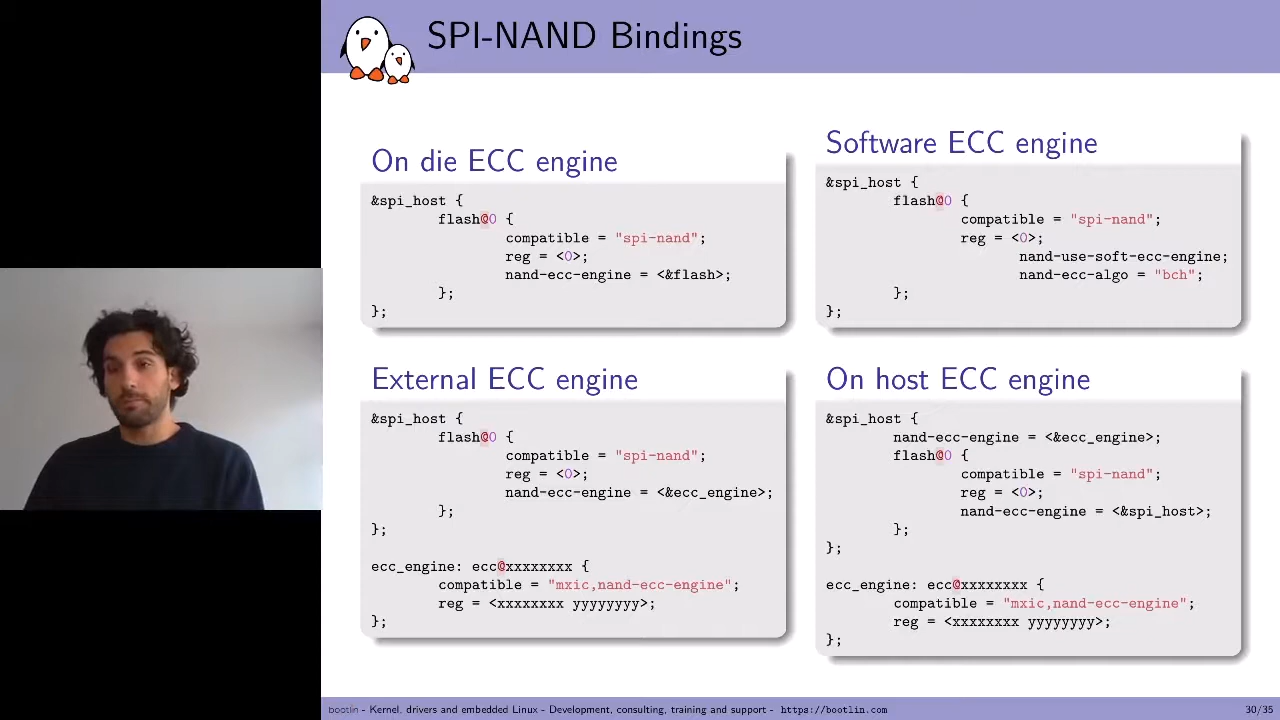 SPI-NAND Bindings
On die ECC engine
&spi_host {
flash@0 {
compatible = "spi-nand";
reg = <0>;
nand-ecc-engine = <&flash>;
};
};
Software ECC engine
&spi_host {
flash@0 {
compatible = "spi-nand";
reg = <0>;
nand-use-soft-ecc-engine;
nand-ecc-algo = "bch";
};
};
External ECC engine
&spi_host {
flash@0 {
compatible = "spi-nand";
reg = <0>;
nand-ecc-engine = <&ecc_engine>;
};
};
ecc_engine: ecc@xxxxxxxx {
compatible = "mxic,nand-ecc-engine";
reg = <xxxxxxxx yyyyyyyy>;
};
On host ECC engine
&spi_host {
nand-ecc-engine = <&ecc_engine>;
flash@0 {
compatible = "spi-nand";
reg = <0>;
nand-ecc-engine = <&spi_host>;
};
};
ecc_engine: ecc@xxxxxxxx {
compatible = "mxic,nand-ecc-engine";
reg = <xxxxxxxx yyyyyyyy>;
};
bootlin - Kernel, drivers and embedded Linux - Development, consulting, training and support - https://bootlin.com
30/35